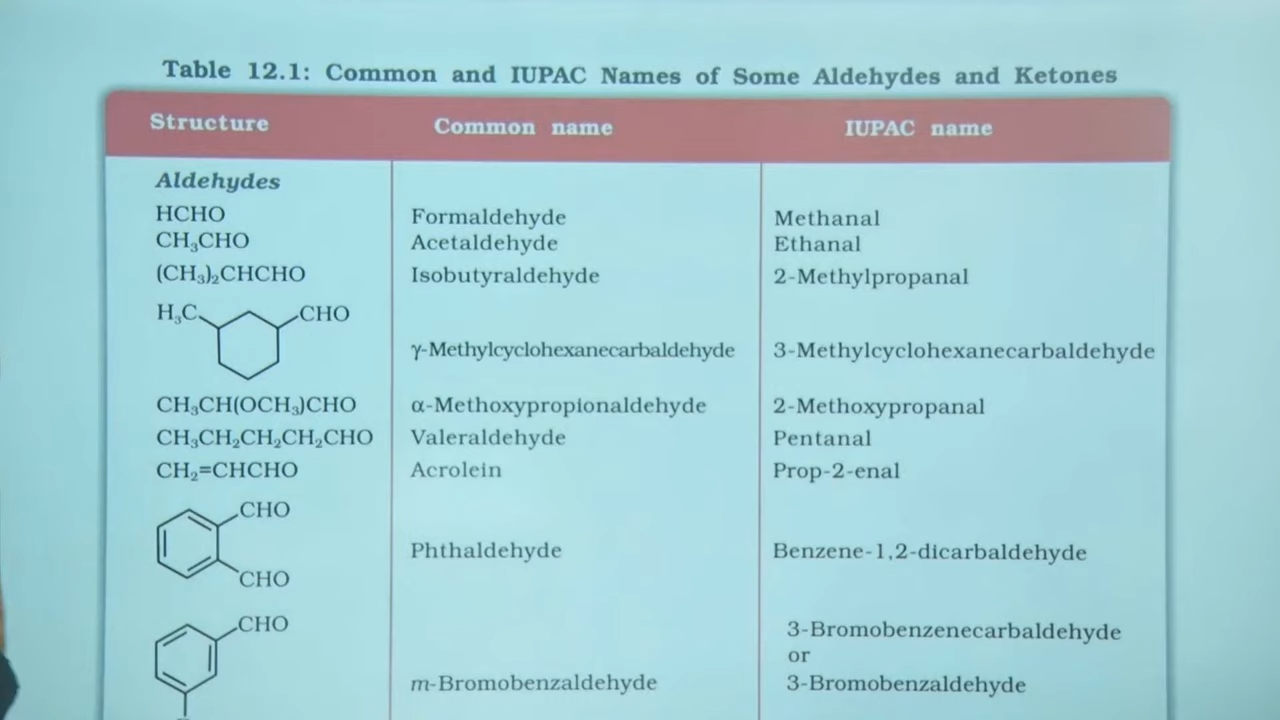 Table 12.1: Common and IUPAC Names of Some Aldehydes and Ketones
Structure Common name IUPAC name
Aldehydes
HCHO Formaldehyde Methanal
CH₃CHO Acetaldehyde Ethanal
(CH₃)₂CHCHO Isobutyraldehyde 2-Methylpropanal
H₃C CHO
γ-Methylcyclohexanecarbaldehyde 3-Methylcyclohexanecarbaldehyde
CH₃CH(OCH₃)CHO α-Methoxypropionaldehyde 2-Methoxypropanal
CH₃CH₂CH₂CH₂CHO Valeraldehyde Pentanal
CH₂=CHCHO Acrolein Prop-2-enal
CHO
Phthaldehyde Benzene-1,2-dicarbaldehyde
CHO
CHO
3-Bromobenzenecarbaldehyde
or
m-Bromobenzaldehyde 3-Bromobenzaldehyde